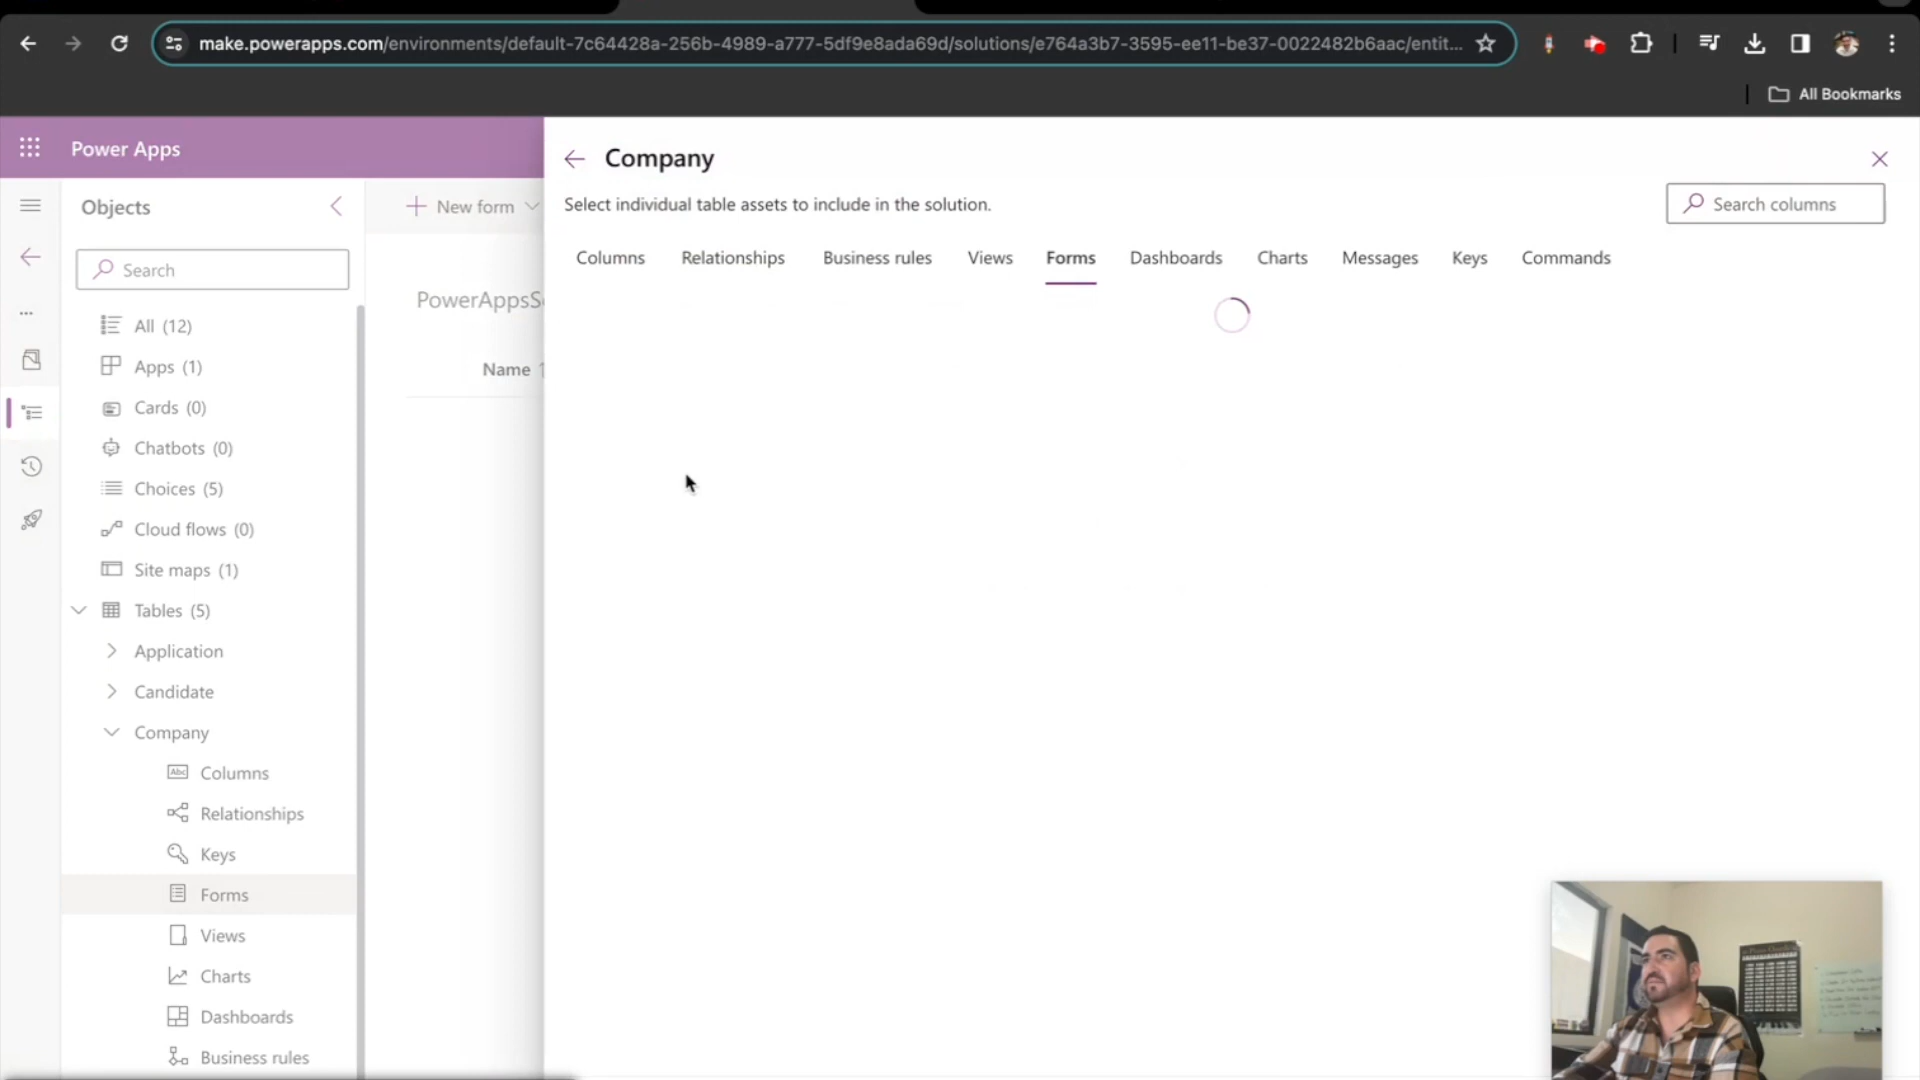 make.powerapps.com/environments/default-7c64428a-256b-4989-a777-5df9e8ada69d/solutions/e764a3b7-3595-ee11-be37-0022482b6aac/entit...
All Bookmarks
Power Apps
Objects
Search
All (12)
Apps (1)
Cards (0)
Chatbots (0)
Choices (5)
Cloud flows (0)
Site maps (1)
Tables (5)
Application
Candidate
Company
Columns
Relationships
Keys
Forms
Views
Charts
Dashboards
Business rules
New form
PowerAppsS
Name
Company
Select individual table assets to include in the solution.
Search columns
Columns Relationships Business rules Views Forms Dashboards Charts Messages Keys Commands